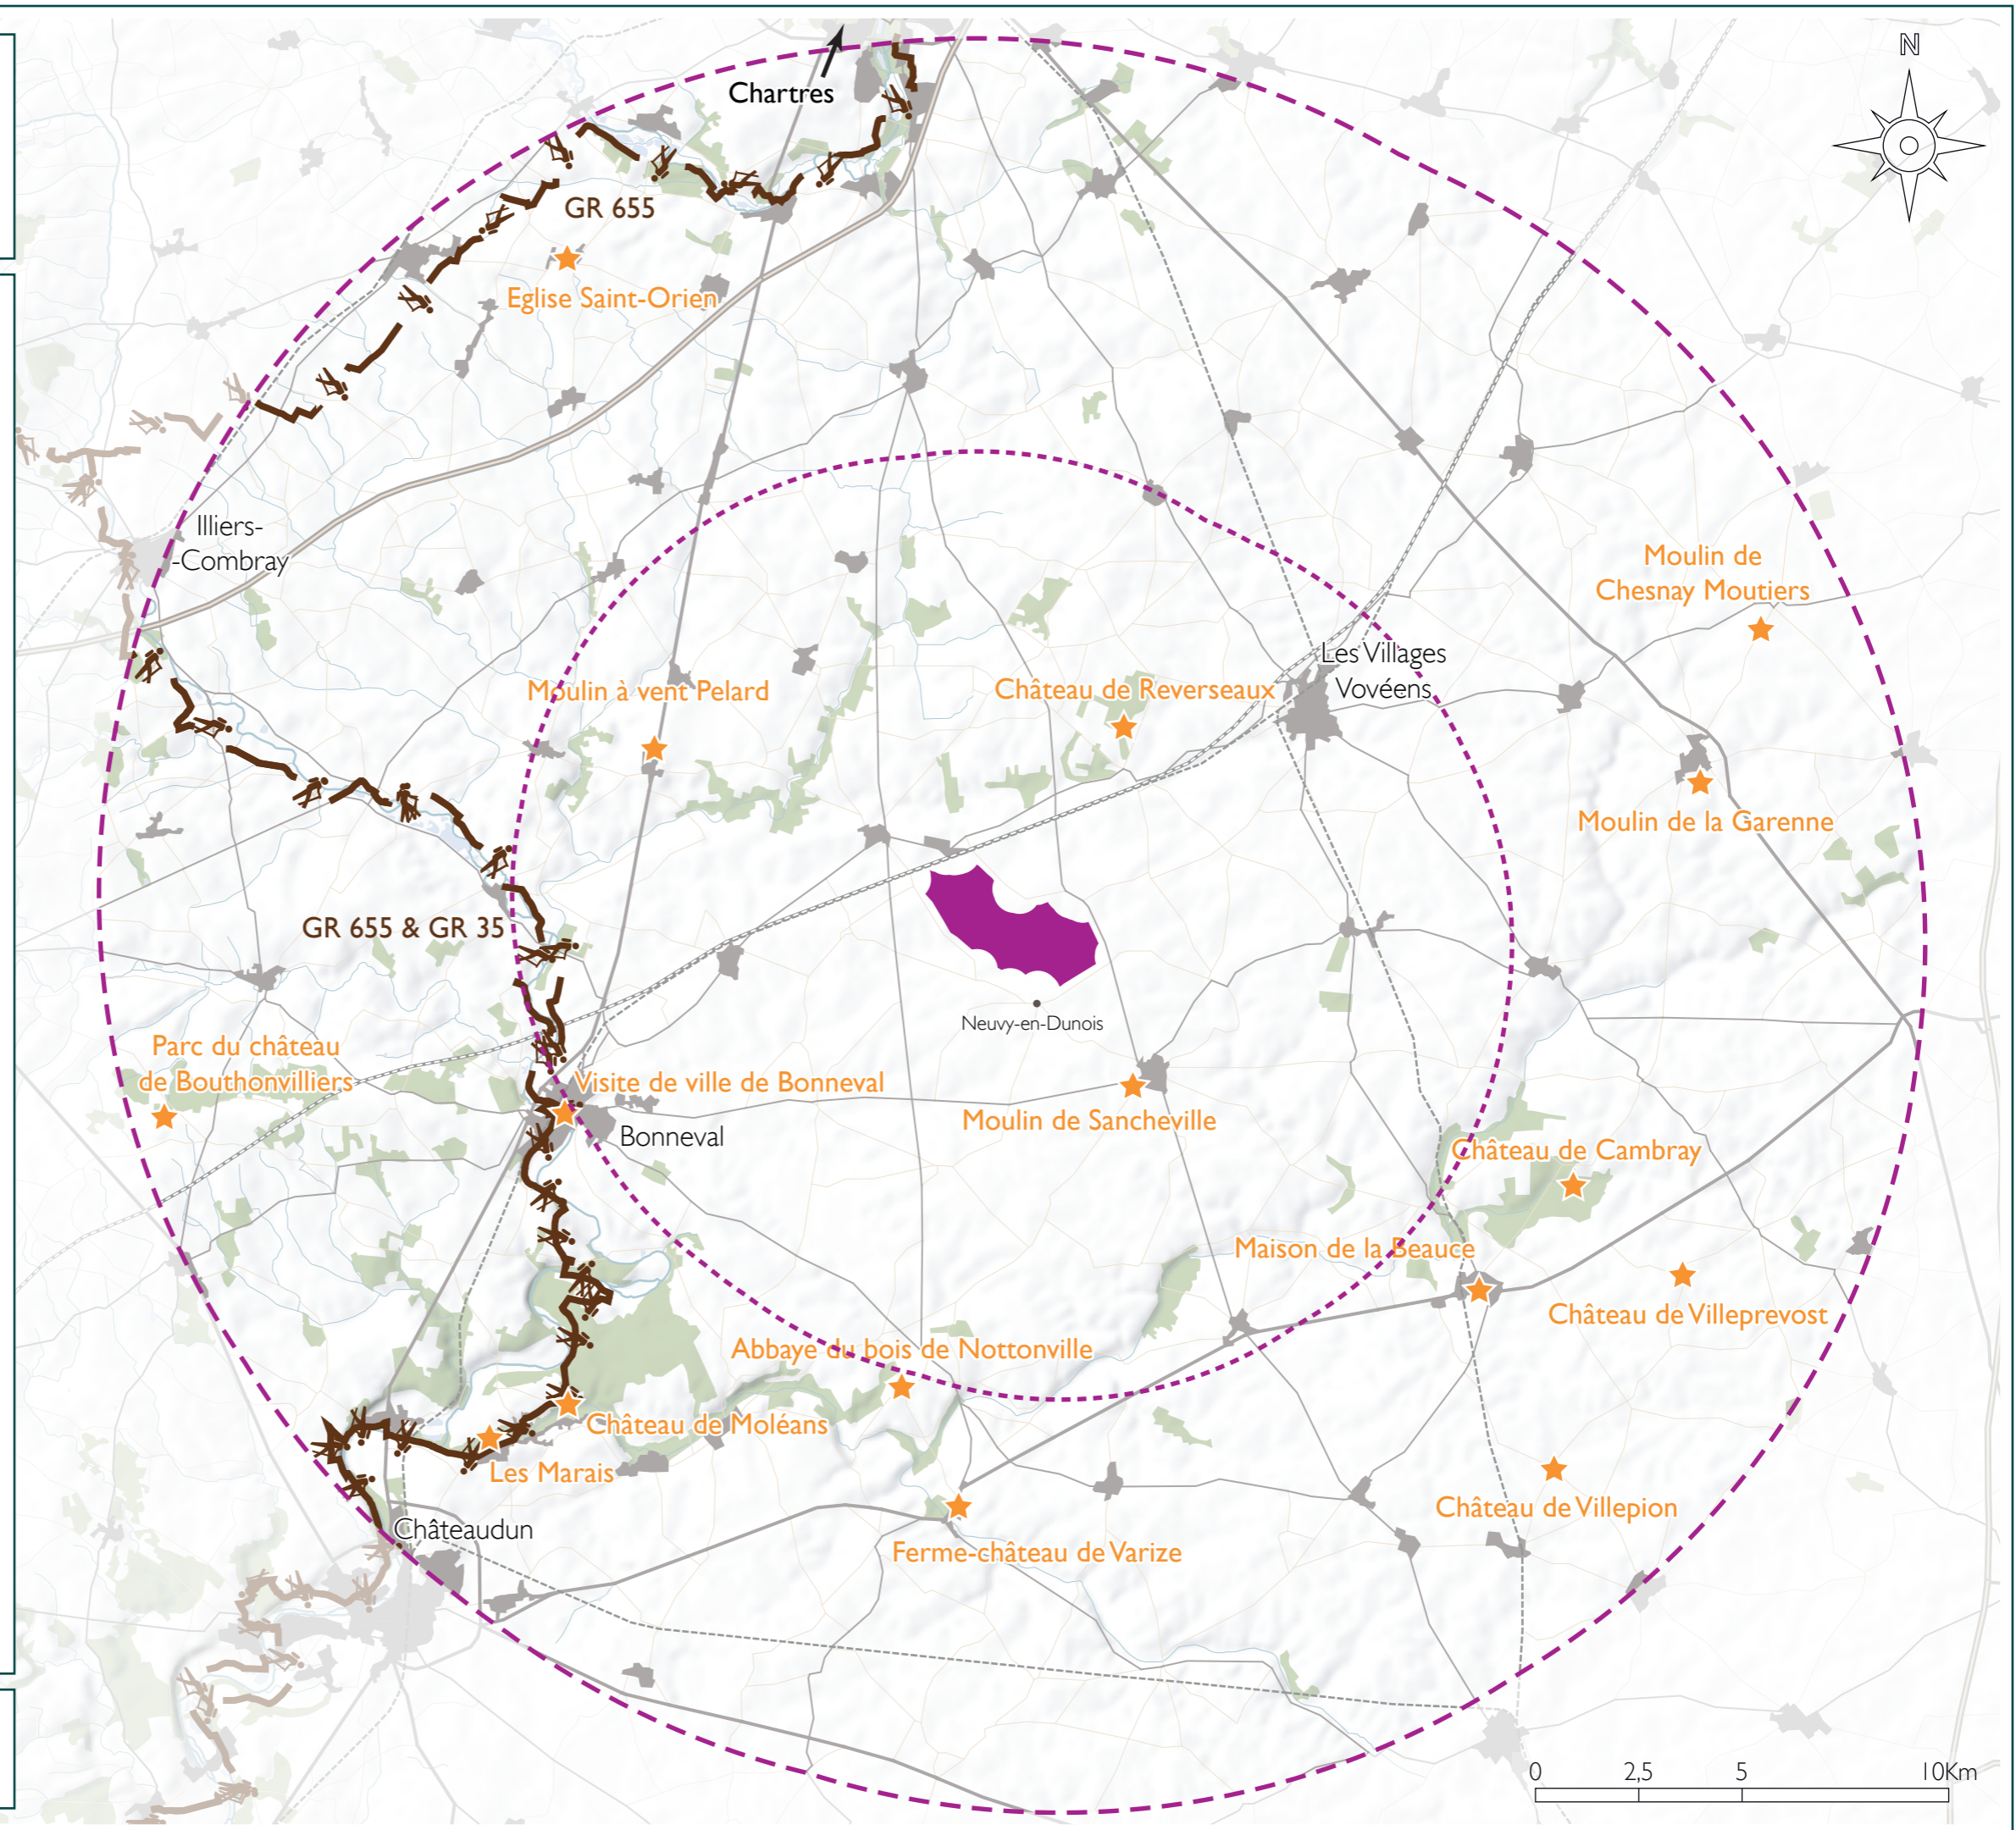 N
Chartres
GR 655
Eglise Saint-Orien
Illiers-
-Combray
Moulin de
Chesnay Moutiers
Les Villages
Vovéens
Moulin à vent Pelard
Château de Reverseaux
Moulin de la Garenne
GR 655 & GR 35
Neuvy-en-Dunois
Parc du château
de Bouthonvilliers
Visite de ville de Bonneval
Bonneval
Moulin de Sancheville
Château de Cambray
Maison de la Beauce
Château de Villeprevost
Abbaye du bois de Nottonville
Château de Moléans
Les Marais
Château de Villepion
Châteaudun
Ferme-château de Varize
0 2,5 5 10Km